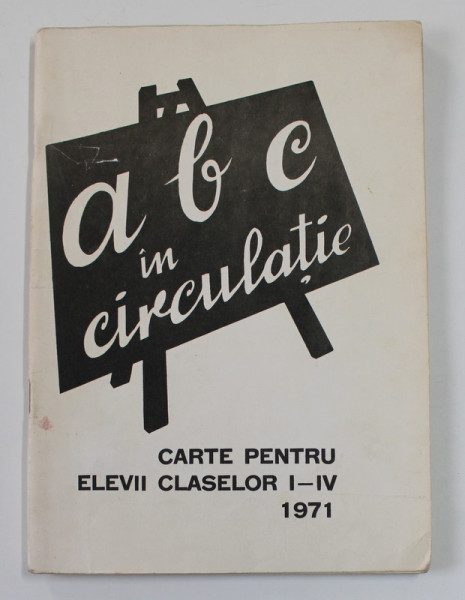 a b c
în
circulație
CARTE PENTRU
ELEVII CLASELOR I—IV
1971